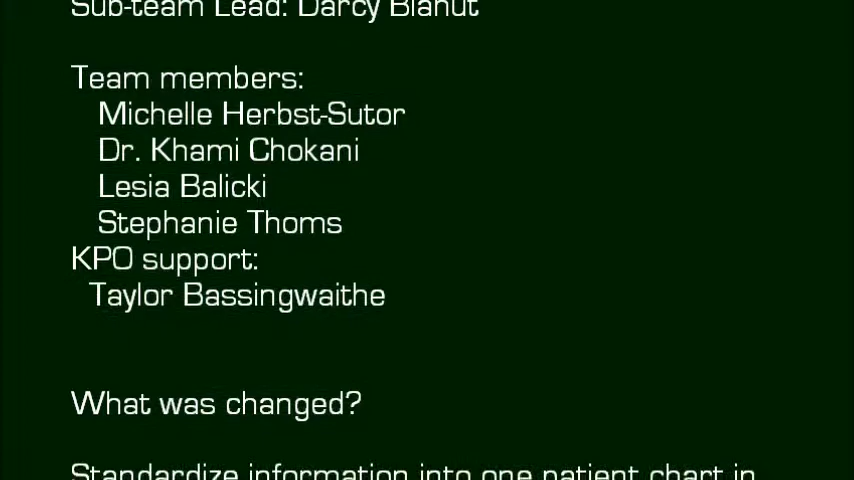 Sub-team Lead: Darcy Blahut
Team members:
Michelle Herbst-Sutor
Dr. Khami Chokani
Lesia Balicki
Stephanie Thoms
KPO support:
Taylor Bassingwaithe
What was changed?
Standardize information into one patient chart in